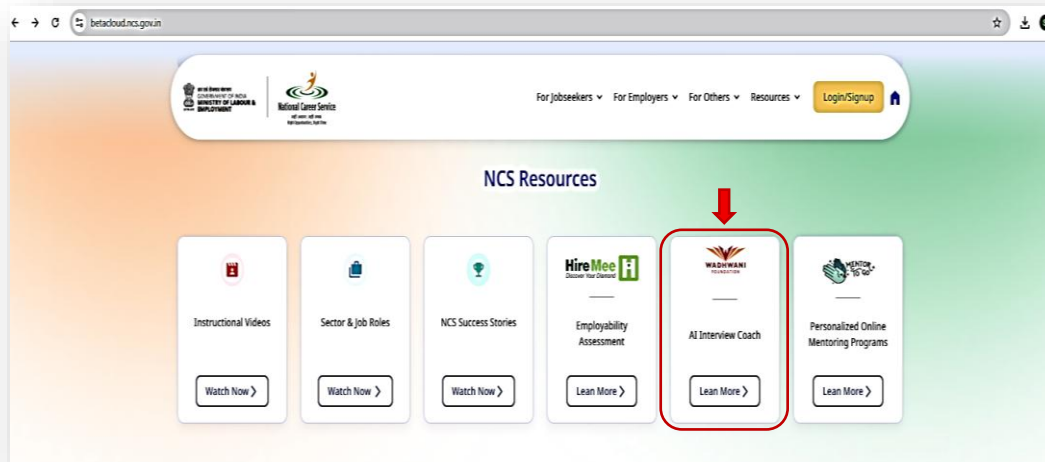 betacloud.ncs.gov.in
GOVERNMENT OF INDIA
MINISTRY OF LABOUR &
EMPLOYMENT
National Career Service
For Jobseekers
For Employers
For Others
Resources
Login/Signup
NCS Resources
Instructional Videos
Watch Now
Sector & Job Roles
Watch Now
NCS Success Stories
Watch Now
HireMee
Discover Your Diamond
Employability
Assessment
Lean More
WADHWANI
FOUNDATION
AI Interview Coach
Lean More
MENTOR
TO GO
Personalized Online
Mentoring Programs
Lean More